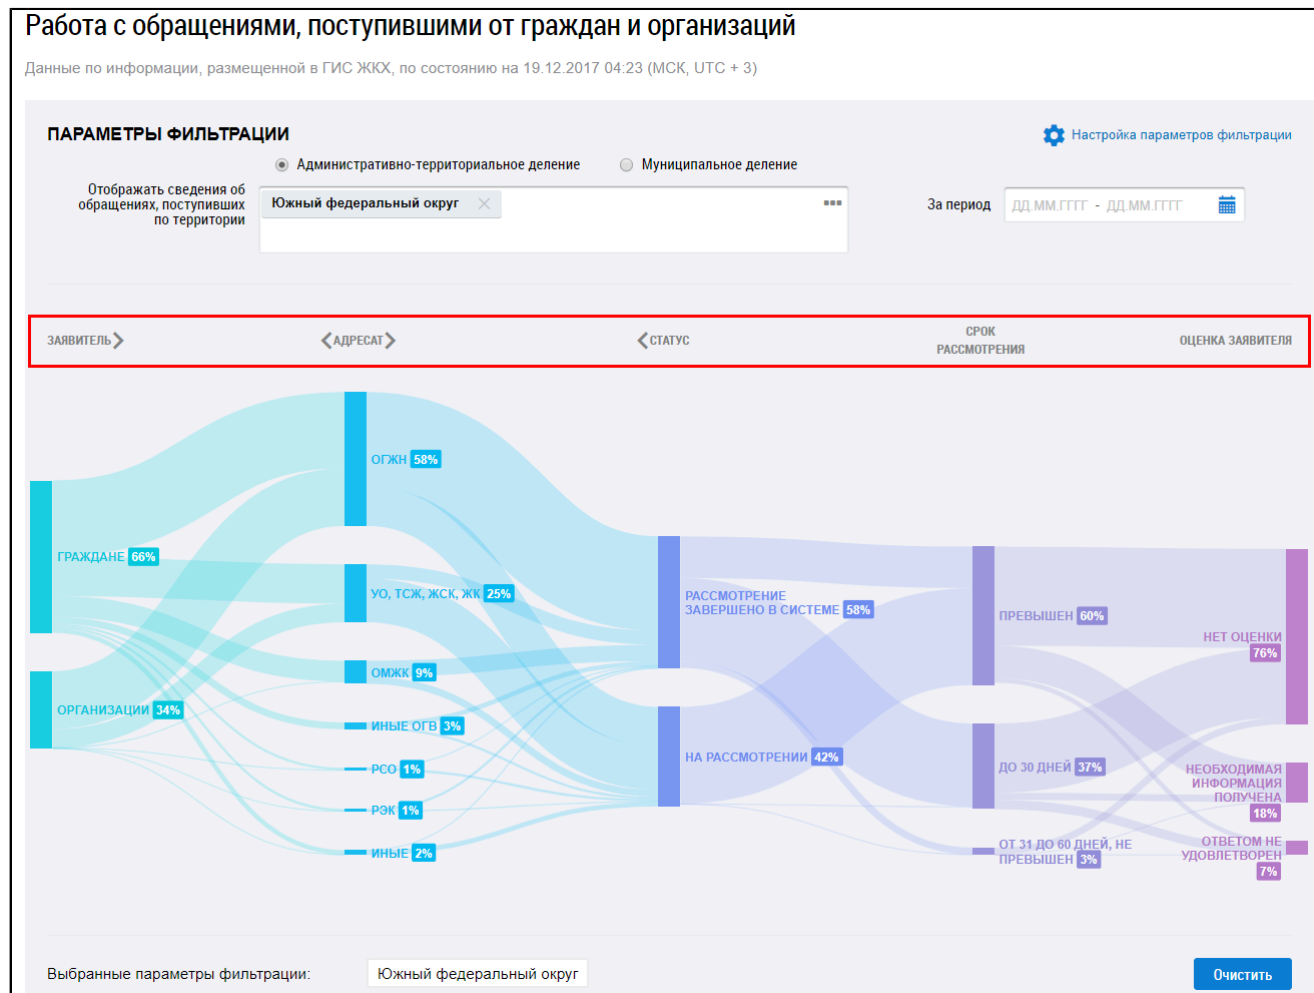 Работа с обращениями, поступившими от граждан и организаций
Данные по информации, размещенной в ГИС ЖКХ, по состоянию на 19.12.2017 04:23 (МСК, UTC + 3)
ПАРАМЕТРЫ ФИЛЬТРАЦИИ
Настройка параметров фильтрации
Административно-территориальное деление
Муниципальное деление
Отображать сведения об
обращениях, поступивших
по территории
Южный федеральный округ
За период
ДД.ММ.ГГГГ - ДД.ММ.ГГГГ
ЗАЯВИТЕЛЬ
АДРЕСАТ
СТАТУС
СРОК
РАССМОТРЕНИЯ
ОЦЕНКА ЗАЯВИТЕЛЯ
ГРАЖДАНЕ 66%
ОРГАНИЗАЦИИ 34%
ОГЖН 58%
УО, ТСЖ, ЖСК, ЖК 25%
ОМЖК 9%
ИНЫЕ ОГВ 3%
РСО 1%
РЭК 1%
ИНЫЕ 2%
РАССМОТРЕНИЕ
ЗАВЕРШЕНО В СИСТЕМЕ 58%
НА РАССМОТРЕНИИ 42%
ПРЕВЫШЕН 60%
ДО 30 ДНЕЙ 37%
ОТ 31 ДО 60 ДНЕЙ, НЕ
ПРЕВЫШЕН 3%
НЕТ ОЦЕНКИ
76%
НЕОБХОДИМАЯ
ИНФОРМАЦИЯ
ПОЛУЧЕНА
18%
ОТВЕТОМ НЕ
УДОВЛЕТВОРЕН
7%
Выбранные параметры фильтрации:
Южный федеральный округ
Очистить